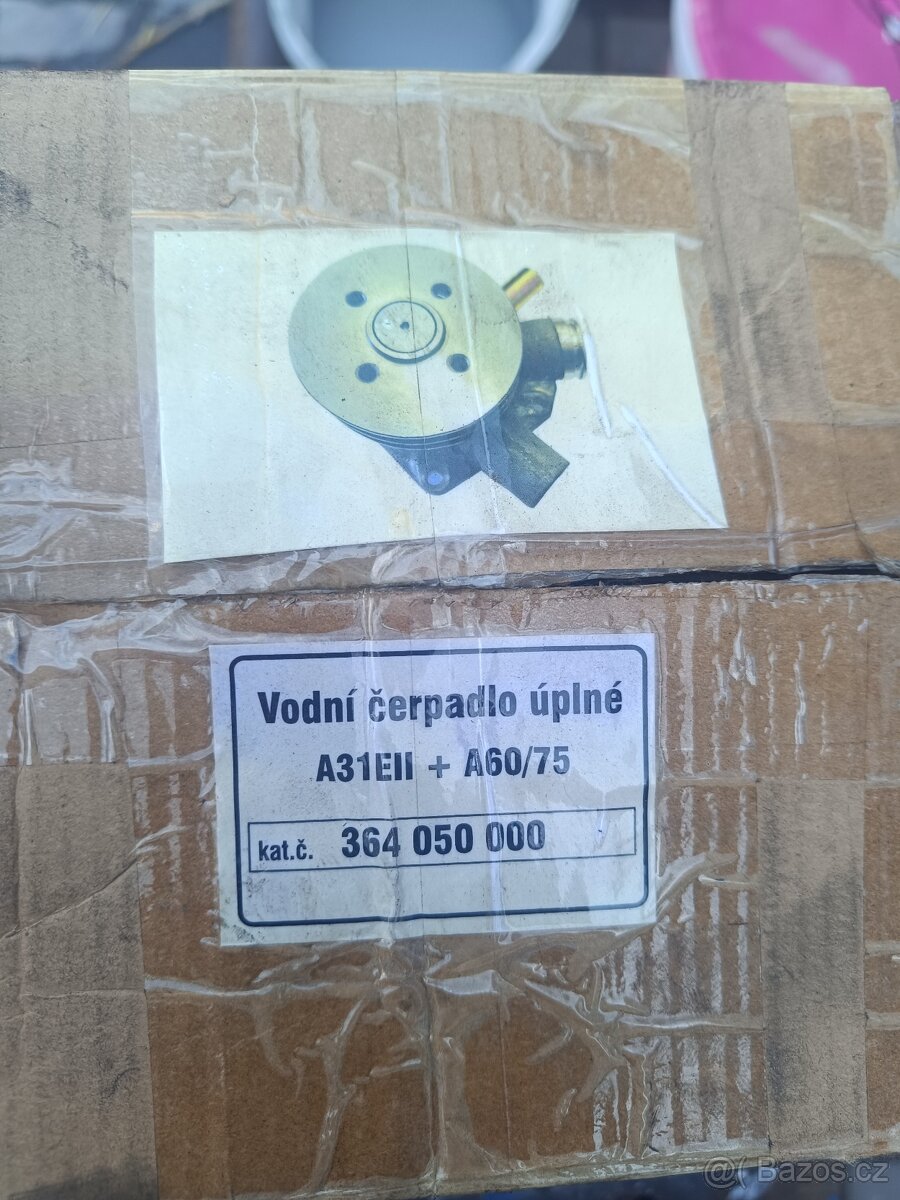 Vodní čerpadlo úplné
A31EII + A60/75
kat.č. 364 050 000
@( Bazos.cz